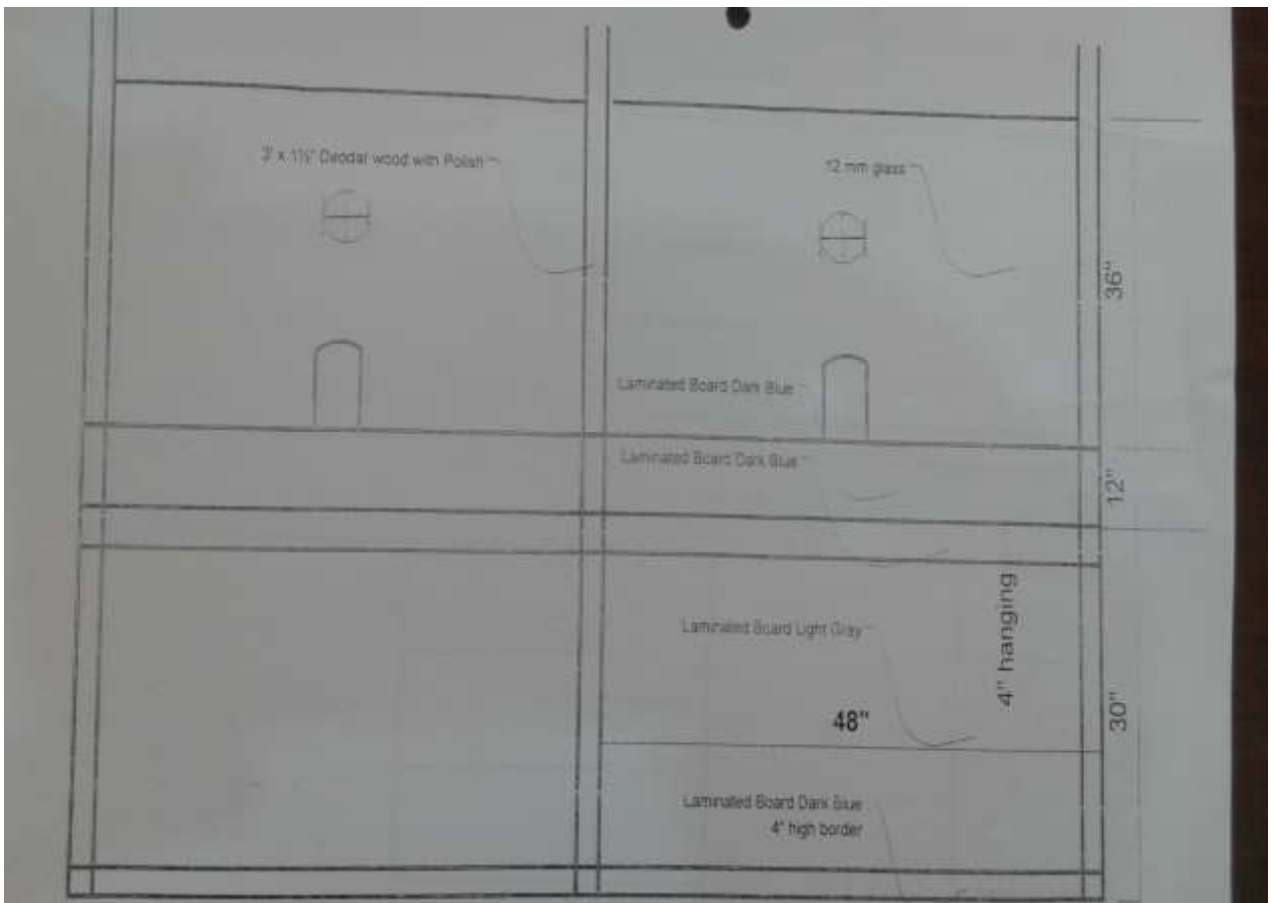 3" x 1½" Deodar wood with Polish
12 mm glass
36"
Laminated Board Dark Blue
Laminated Board Dark Blue
12"
4" hanging
Laminated Board Light Gray
48"
30"
Laminated Board Dark Blue
4" high border